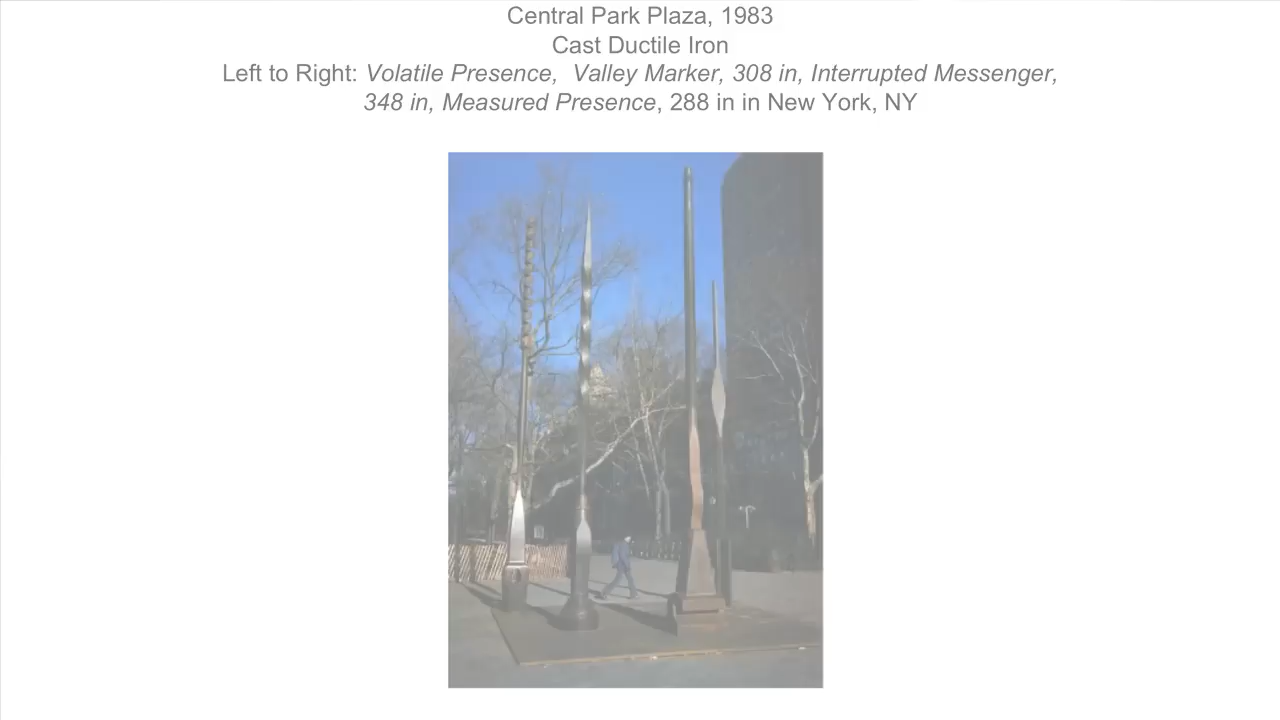 Central Park Plaza, 1983
Cast Ductile Iron
Left to Right: Volatile Presence,  Valley Marker, 308 in, Interrupted Messenger,
348 in, Measured Presence, 288 in in New York, NY